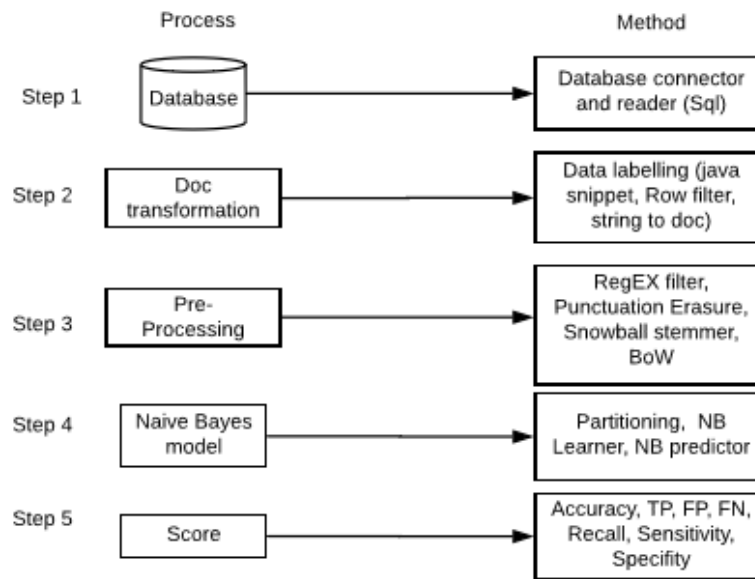 Process
Method
Step 1
Database
Database connector
and reader (Sql)
Step 2
Doc
transformation
Data labelling (java
snippet, Row filter,
string to doc)
Step 3
Pre-
Processing
RegEX filter,
Punctuation Erasure,
Snowball stemmer,
BoW
Step 4
Naive Bayes
model
Partitioning, NB
Learner, NB predictor
Step 5
Score
Accuracy, TP, FP, FN,
Recall, Sensitivity,
Specifity